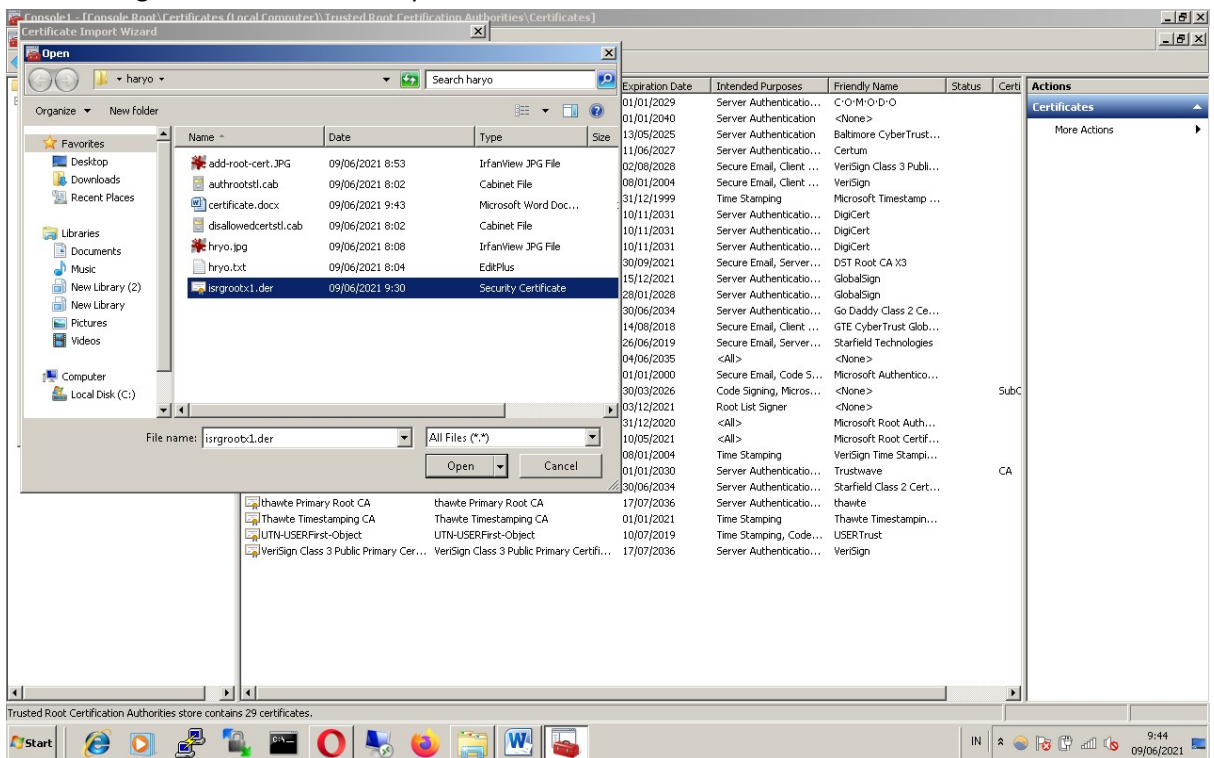 Console1 - [Console Root\Certificates (Local Computer)\Trusted Root Certification Authorities\Certificates]
Certificate Import Wizard
Open
haryo
Search haryo
Organize
New folder
Favorites
Desktop
Downloads
Recent Places
Libraries
Documents
Music
New Library (2)
New Library
Pictures
Videos
Computer
Local Disk (C:)
Name Date Type Size
add-root-cert.JPG 09/06/2021 8:53 IrfanView JPG File
authrootstl.cab 09/06/2021 8:02 Cabinet File
certificate.docx 09/06/2021 9:43 Microsoft Word Doc...
disallowedcertstl.cab 09/06/2021 8:02 Cabinet File
hryo.jpg 09/06/2021 8:08 IrfanView JPG File
hryo.txt 09/06/2021 8:04 EditPlus
isrgrootx1.der 09/06/2021 9:30 Security Certificate
File name: isrgrootx1.der All Files (*.*)
Open Cancel
Expiration Date Intended Purposes Friendly Name Status Certi
01/01/2029 Server Authenticatio... C·O·M·O·D·O
01/01/2040 Server Authentication <None>
13/05/2025 Server Authentication Baltimore CyberTrust...
11/06/2027 Server Authenticatio... Certum
02/08/2028 Secure Email, Client ... VeriSign Class 3 Publi...
08/01/2004 Secure Email, Client ... VeriSign
31/12/1999 Time Stamping Microsoft Timestamp ...
10/11/2031 Server Authenticatio... DigiCert
10/11/2031 Server Authenticatio... DigiCert
10/11/2031 Server Authenticatio... DigiCert
30/09/2021 Secure Email, Server... DST Root CA X3
15/12/2021 Server Authenticatio... GlobalSign
28/01/2028 Server Authenticatio... GlobalSign
30/06/2034 Server Authenticatio... Go Daddy Class 2 Ce...
14/08/2018 Secure Email, Client ... GTE CyberTrust Glob...
26/06/2019 Secure Email, Server... Starfield Technologies
04/06/2035 <All> <None>
01/01/2000 Secure Email, Code S... Microsoft Authentico...
30/03/2026 Code Signing, Micros... <None> SubC
03/12/2021 Root List Signer <None>
31/12/2020 <All> Microsoft Root Auth...
10/05/2021 <All> Microsoft Root Certif...
08/01/2004 Time Stamping VeriSign Time Stampi...
01/01/2030 Server Authenticatio... Trustwave CA
30/06/2034 Server Authenticatio... Starfield Class 2 Cert...
thawte Primary Root CA thawte Primary Root CA 17/07/2036 Server Authenticatio... thawte
Thawte Timestamping CA Thawte Timestamping CA 01/01/2021 Time Stamping Thawte Timestampin...
UTN-USERFirst-Object UTN-USERFirst-Object 10/07/2019 Time Stamping, Code... USERTrust
VeriSign Class 3 Public Primary Cer... VeriSign Class 3 Public Primary Certifi... 17/07/2036 Server Authenticatio... VeriSign
Actions
Certificates
More Actions
Trusted Root Certification Authorities store contains 29 certificates.
Start
IN
9:44
09/06/2021